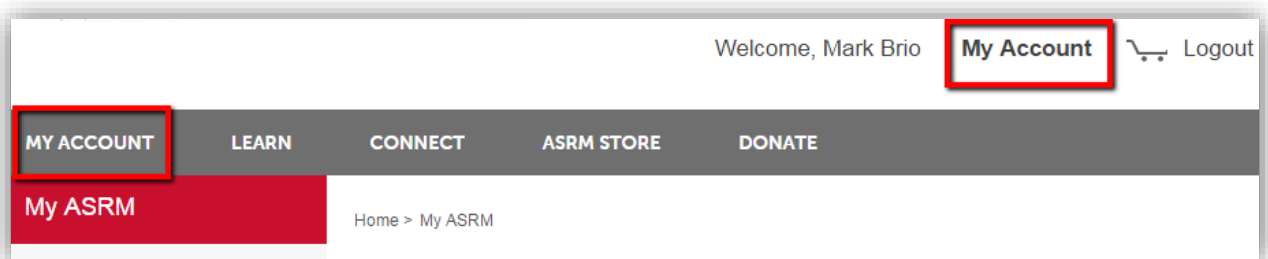 Welcome, Mark Brio My Account Logout
MY ACCOUNT LEARN CONNECT ASRM STORE DONATE
My ASRM
Home > My ASRM